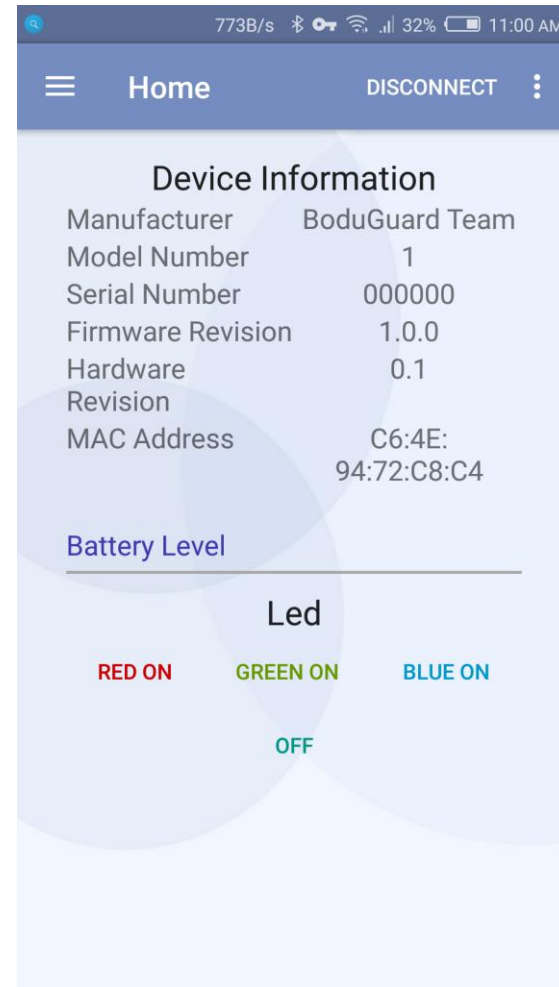 773B/s 32% 11:00 AM
Home DISCONNECT
Device Information
Manufacturer BoduGuard Team
Model Number 1
Serial Number 000000
Firmware Revision 1.0.0
Hardware 0.1
Revision
MAC Address C6:4E:
94:72:C8:C4
Battery Level
Led
RED ON GREEN ON BLUE ON
OFF